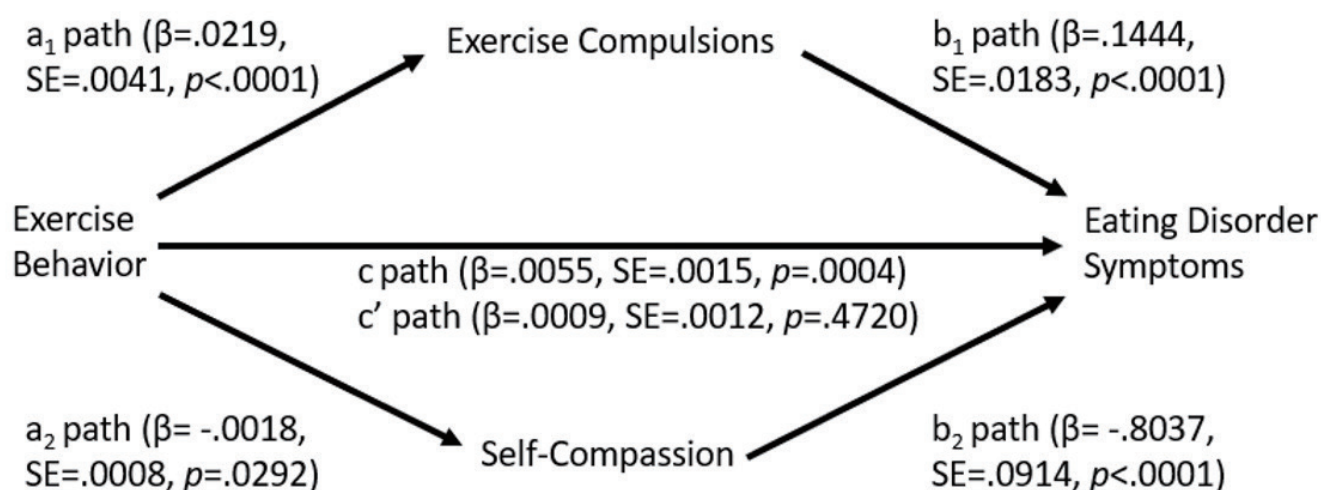 a₁ path (β=.0219,
SE=.0041, p<.0001)
Exercise Compulsions
b₁ path (β=.1444,
SE=.0183, p<.0001)
Exercise
Behavior
c path (β=.0055, SE=.0015, p=.0004)
c’ path (β=.0009, SE=.0012, p=.4720)
Eating Disorder
Symptoms
a₂ path (β= -.0018,
SE=.0008, p=.0292)
Self-Compassion
b₂ path (β= -.8037,
SE=.0914, p<.0001)